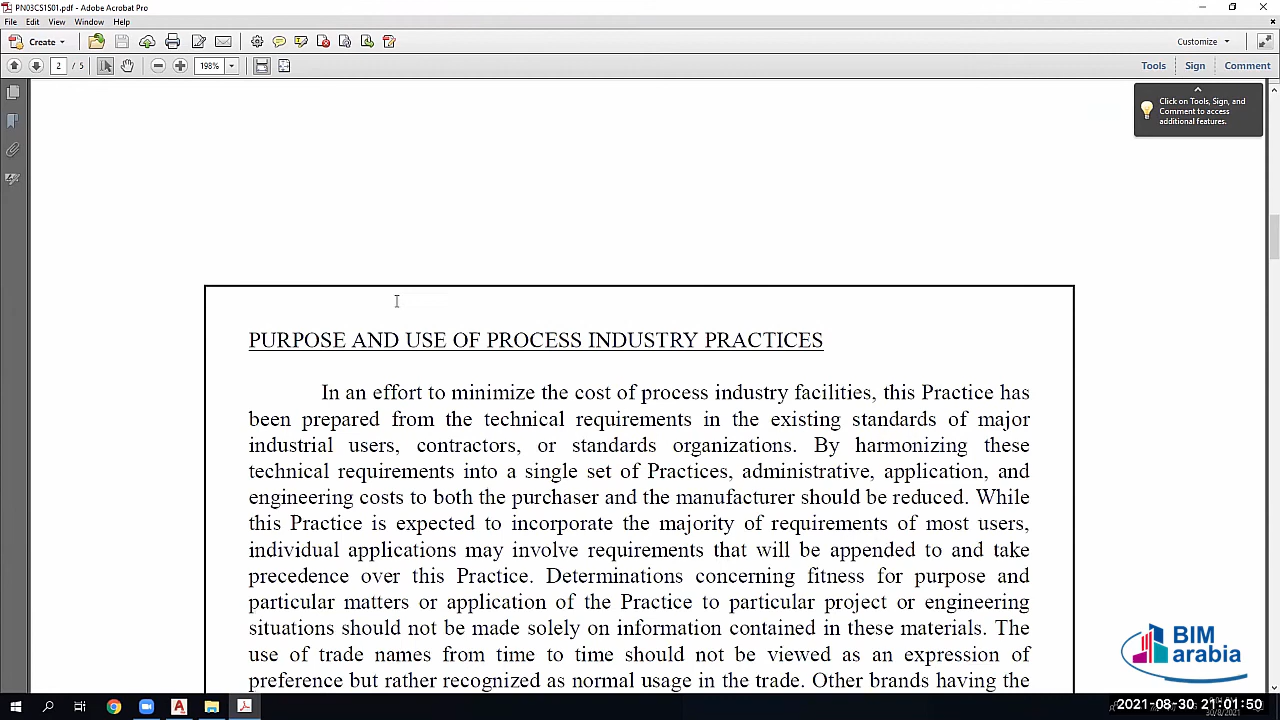 PN03CS1S01.pdf - Adobe Acrobat Pro
File Edit View Window Help
Create
Customize
2 / 5
198%
Tools Sign Comment
Click on Tools, Sign, and
Comment to access
additional features.
PURPOSE AND USE OF PROCESS INDUSTRY PRACTICES
In an effort to minimize the cost of process industry facilities, this Practice has
been prepared from the technical requirements in the existing standards of major
industrial users, contractors, or standards organizations. By harmonizing these
technical requirements into a single set of Practices, administrative, application, and
engineering costs to both the purchaser and the manufacturer should be reduced. While
this Practice is expected to incorporate the majority of requirements of most users,
individual applications may involve requirements that will be appended to and take
precedence over this Practice. Determinations concerning fitness for purpose and
particular matters or application of the Practice to particular project or engineering
situations should not be made solely on information contained in these materials. The
use of trade names from time to time should not be viewed as an expression of
preference but rather recognized as normal usage in the trade. Other brands having the
BIM
arabia
2021-08-30 21:01:50